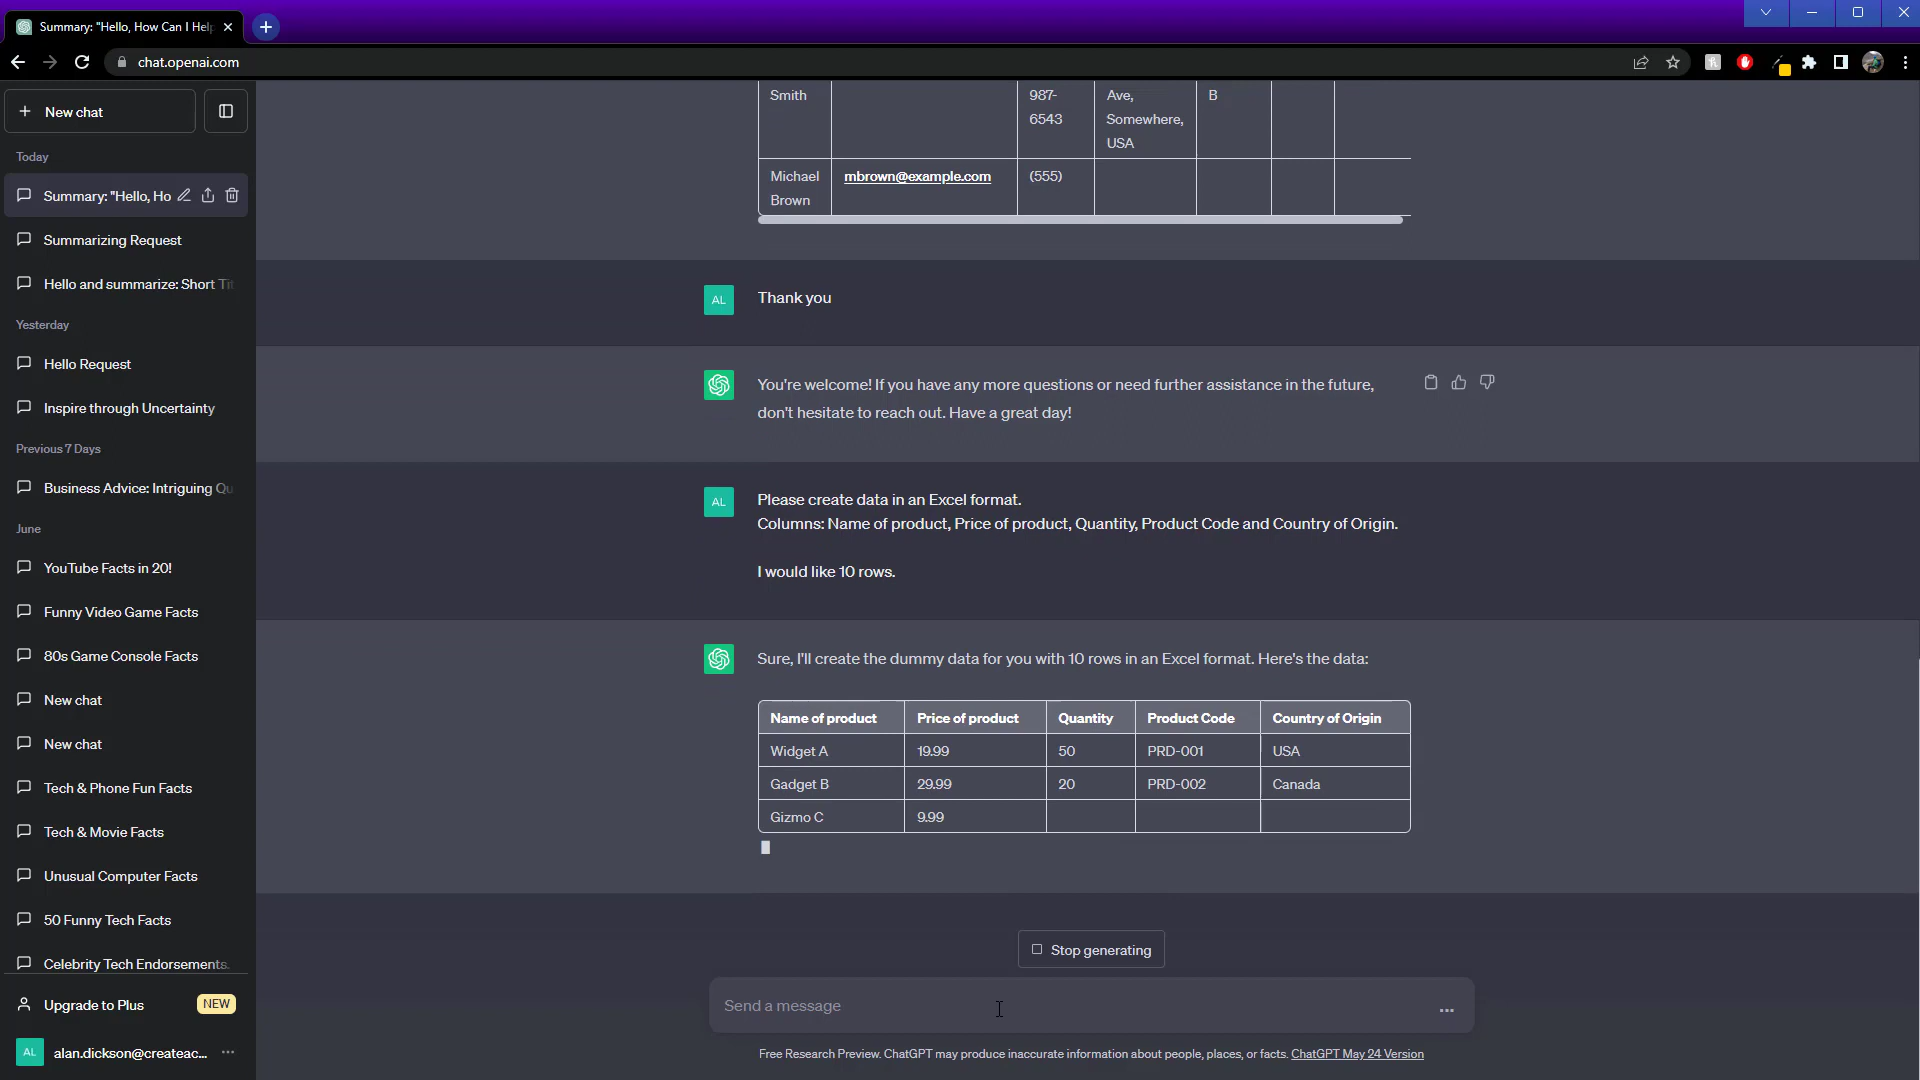 Summary: "Hello, How Can I Help
chat.openai.com
New chat
Today
Summary: "Hello, Ho
Summarizing Request
Hello and summarize: Short Tit
Yesterday
Hello Request
Inspire through Uncertainty
Previous 7 Days
Business Advice: Intriguing Qu
June
YouTube Facts in 20!
Funny Video Game Facts
80s Game Console Facts
New chat
New chat
Tech & Phone Fun Facts
Tech & Movie Facts
Unusual Computer Facts
50 Funny Tech Facts
Celebrity Tech Endorsements.
Upgrade to Plus NEW
AL alan.dickson@createac... ...
Smith 987- Ave, B
6543 Somewhere,
USA
Michael mbrown@example.com (555)
Brown
AL Thank you
You're welcome! If you have any more questions or need further assistance in the future,
don't hesitate to reach out. Have a great day!
AL Please create data in an Excel format.
Columns: Name of product, Price of product, Quantity, Product Code and Country of Origin.
I would like 10 rows.
Sure, I'll create the dummy data for you with 10 rows in an Excel format. Here's the data:
Name of product Price of product Quantity Product Code Country of Origin
Widget A 19.99 50 PRD-001 USA
Gadget B 29.99 20 PRD-002 Canada
Gizmo C 9.99
Stop generating
Send a message
Free Research Preview. ChatGPT may produce inaccurate information about people, places, or facts. ChatGPT May 24 Version